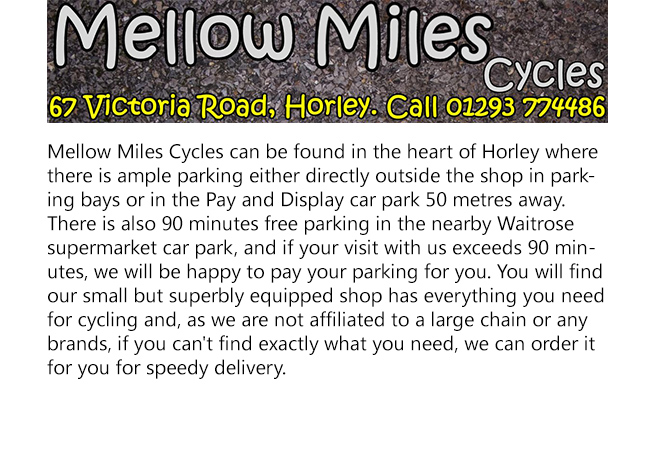 Mellow Miles
Cycles
67 Victoria Road, Horley. Call 01293 774486
Mellow Miles Cycles can be found in the heart of Horley where
there is ample parking either directly outside the shop in park-
ing bays or in the Pay and Display car park 50 metres away.
There is also 90 minutes free parking in the nearby Waitrose
supermarket car park, and if your visit with us exceeds 90 min-
utes, we will be happy to pay your parking for you. You will find
our small but superbly equipped shop has everything you need
for cycling and, as we are not affiliated to a large chain or any
brands, if you can't find exactly what you need, we can order it
for you for speedy delivery.